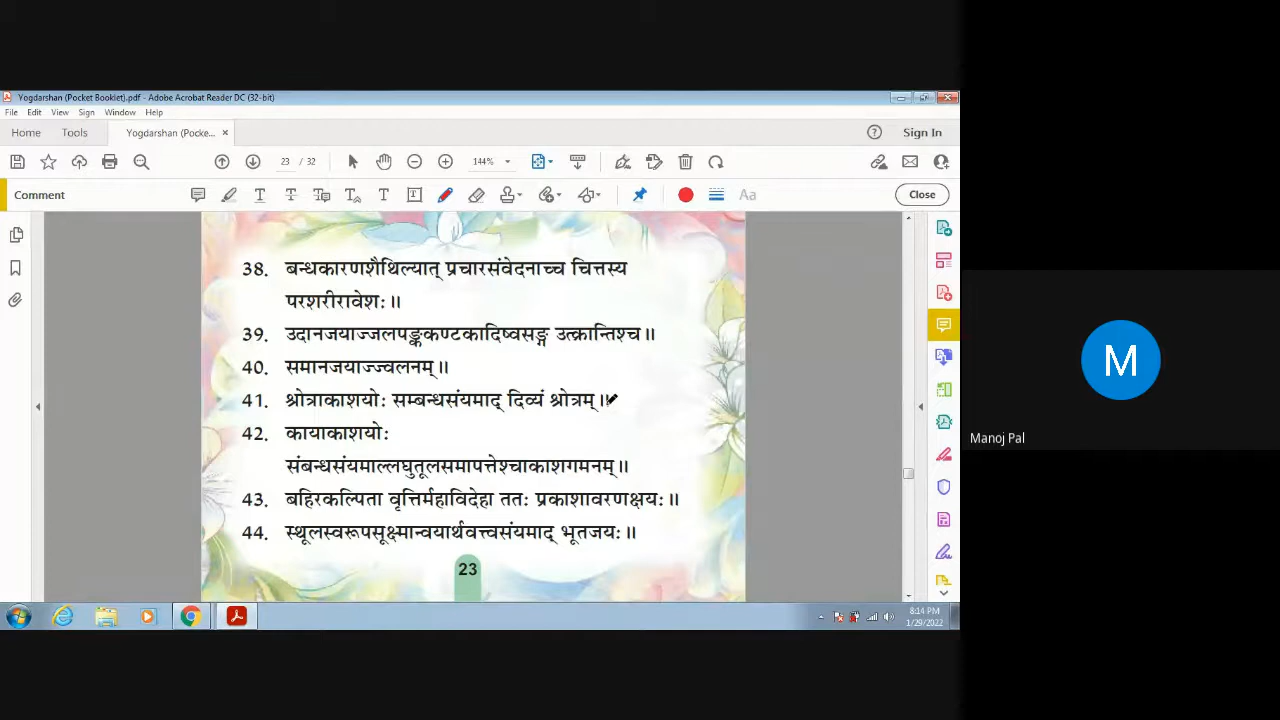 Yogdarshan (Pocket Booklet).pdf - Adobe Acrobat Reader DC (32-bit)
File Edit View Sign Window Help
Home Tools Yogdarshan (Pocke... × Sign In
23 / 32 144%
Comment Close
38. बन्धकारणशैथिल्यात् प्रचारसंवेदनाच्च चित्तस्य
परशरीरावेशः॥
39. उदानजयाज्जलपङ्ककण्टकादिष्वसङ्ग उत्क्रान्तिश्च॥
40. समानजयाज्ज्वलनम्॥
41. श्रोत्राकाशयोः सम्बन्धसंयमाद् दिव्यं श्रोत्रम्॥
42. कायाकाशयोः
संबन्धसंयमाल्लघुतूलसमापत्तेश्चाकाशगमनम्॥
43. बहिरकल्पिता वृत्तिर्महाविदेहा ततः प्रकाशावरणक्षयः॥
44. स्थूलस्वरूपसूक्ष्मान्वयार्थवत्त्वसंयमाद् भूतजयः॥
23
8:14 PM
1/29/2022
M
Manoj Pal